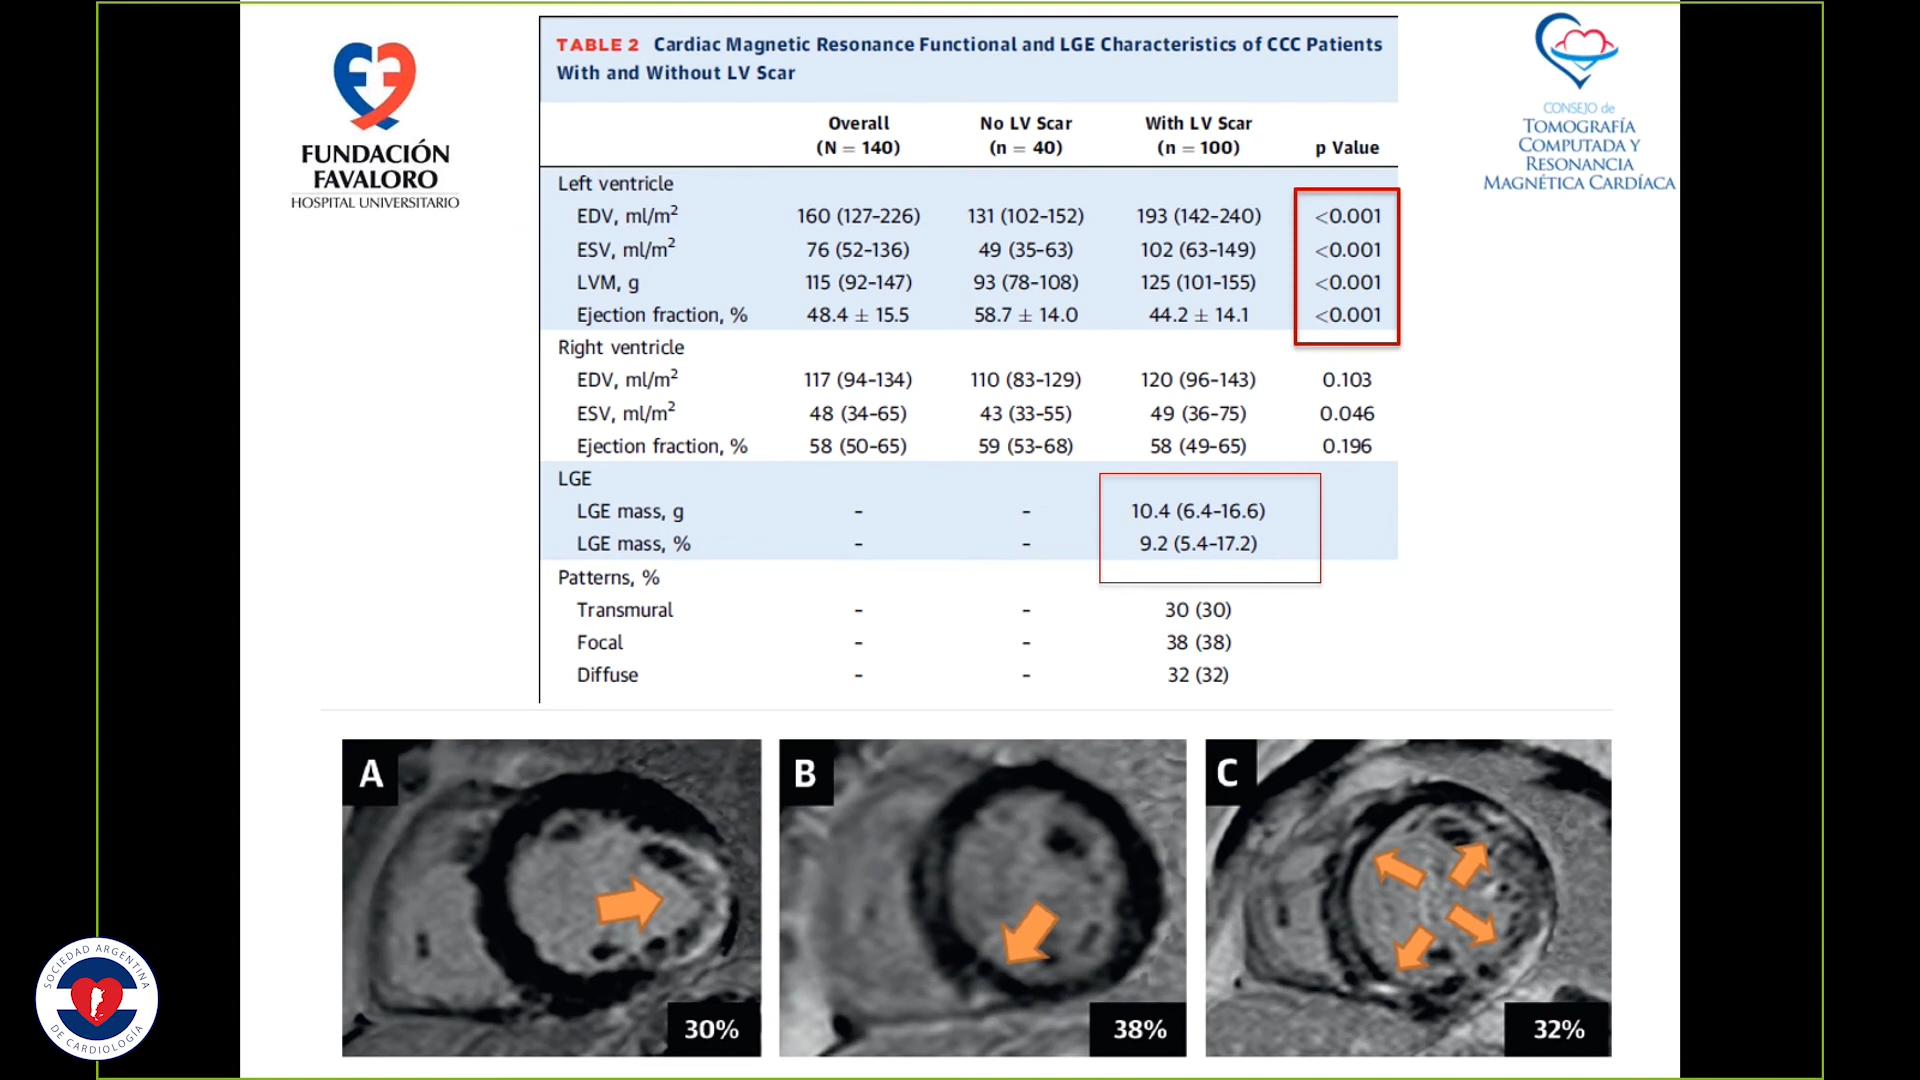 FUNDACIÓN
FAVALORO
HOSPITAL UNIVERSITARIO
TABLE 2 Cardiac Magnetic Resonance Functional and LGE Characteristics of CCC Patients
With and Without LV Scar
CONSEJO de
TOMOGRAFÍA
COMPUTADA Y
RESONANCIA
MAGNÉTICA CARDÍACA
Overall (N = 140) No LV Scar (n = 40) With LV Scar (n = 100) p Value
Left ventricle
EDV, ml/m² 160 (127–226) 131 (102–152) 193 (142–240) <0.001
ESV, ml/m² 76 (52–136) 49 (35–63) 102 (63–149) <0.001
LVM, g 115 (92–147) 93 (78–108) 125 (101–155) <0.001
Ejection fraction, % 48.4 ± 15.5 58.7 ± 14.0 44.2 ± 14.1 <0.001
Right ventricle
EDV, ml/m² 117 (94–134) 110 (83–129) 120 (96–143) 0.103
ESV, ml/m² 48 (34–65) 43 (33–55) 49 (36–75) 0.046
Ejection fraction, % 58 (50–65) 59 (53–68) 58 (49–65) 0.196
LGE
LGE mass, g – – 10.4 (6.4–16.6)
LGE mass, % – – 9.2 (5.4–17.2)
Patterns, %
Transmural – – 30 (30)
Focal – – 38 (38)
Diffuse – – 32 (32)
A
30%
B
38%
C
32%
SOCIEDAD ARGENTINA
DE CARDIOLOGÍA